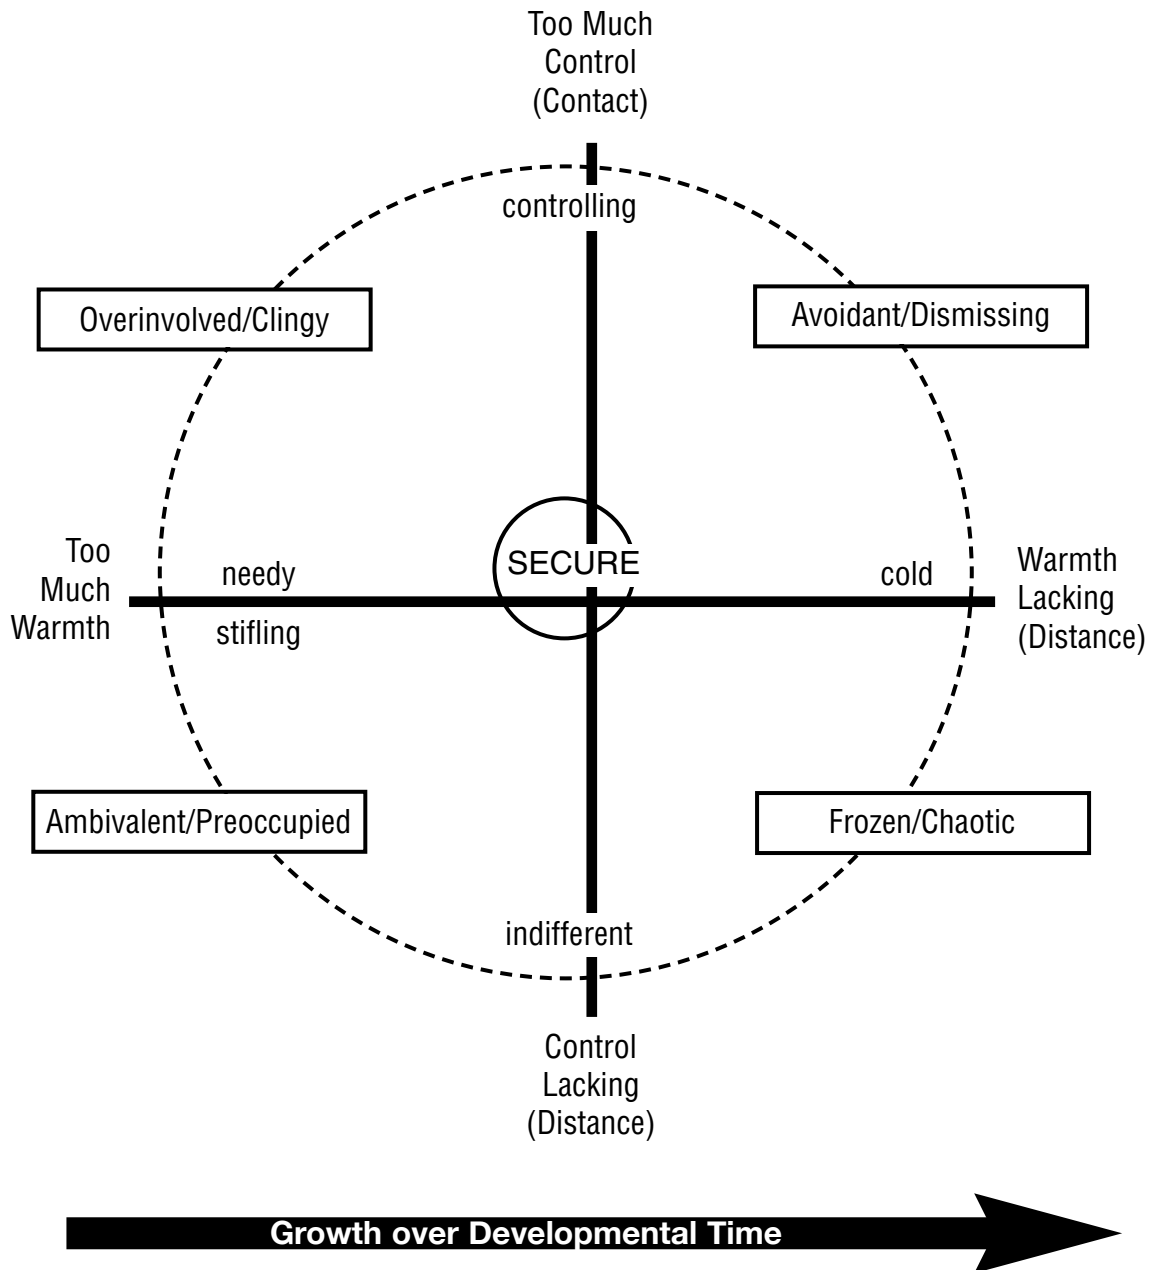 Too Much
Control
(Contact)
controlling
Overinvolved/Clingy
Avoidant/Dismissing
Too
Much
Warmth
needy
stifling
SECURE
cold
Warmth
Lacking
(Distance)
Ambivalent/Preoccupied
Frozen/Chaotic
indifferent
Control
Lacking
(Distance)
Growth over Developmental Time